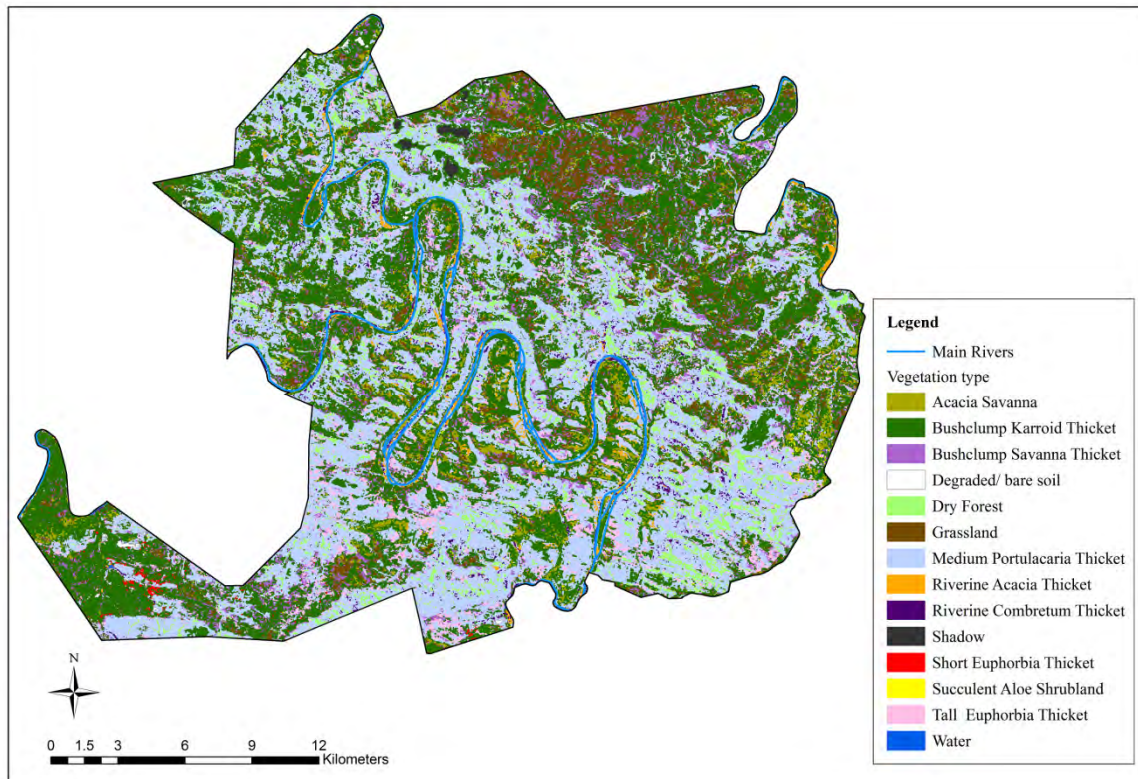 Legend
Main Rivers
Vegetation type
Acacia Savanna
Bushclump Karroid Thicket
Bushclump Savanna Thicket
Degraded/ bare soil
Dry Forest
Grassland
Medium Portulacaria Thicket
Riverine Acacia Thicket
Riverine Combretum Thicket
Shadow
Short Euphorbia Thicket
Succulent Aloe Shrubland
Tall Euphorbia Thicket
Water
N
0 1.5 3 6 9 12
Kilometers